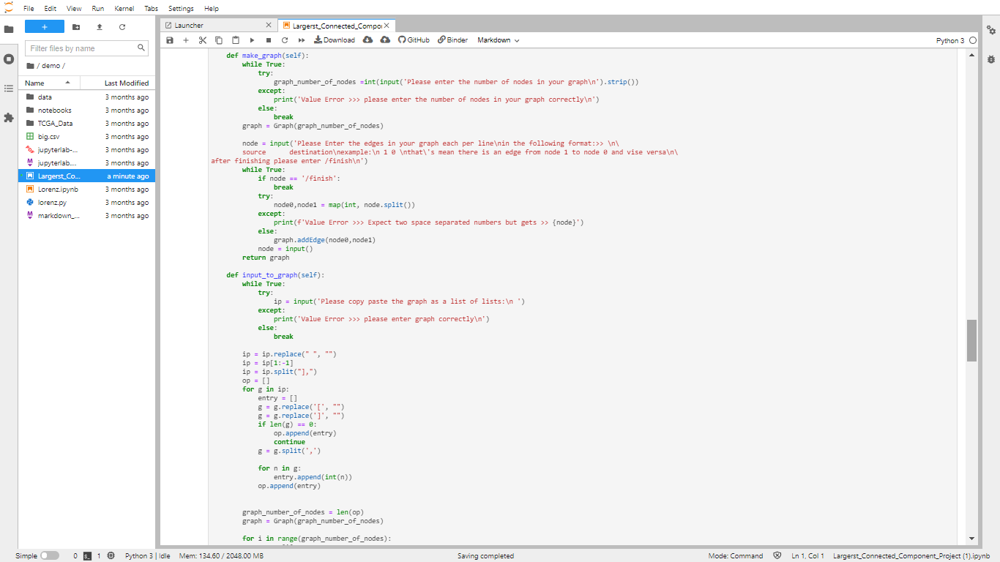 File Edit View Run Kernel Tabs Settings Help
Filter files by name
/ demo /
Name Last Modified
data 3 months ago
notebooks 3 months ago
TCGA_Data 3 months ago
big.csv 3 months ago
jupyterlab-... 3 months ago
jupyterlab.... 3 months ago
Largerst_Co... a minute ago
Lorenz.ipynb 3 months ago
lorenz.py 3 months ago
markdown_... 3 months ago
Launcher
Largerst_Connected_Compo
Download GitHub Binder Markdown Python 3
def make_graph(self):
while True:
try:
graph_number_of_nodes =int(input('Please enter the number of nodes in your graph\n').strip())
except:
print('Value Error >>> please enter the number of nodes in your graph correctly\n')
else:
break
graph = Graph(graph_number_of_nodes)
node = input('Please Enter the edges in your graph each per line\nin the following format:>> \n\
source destination\nexample:\n 1 0 \nthat\'s mean there is an edge from node 1 to node 0 and vise versa\n\
after finishing please enter /finish\n')
while True:
if node == '/finish':
break
try:
node0,node1 = map(int, node.split())
except:
print(f'Value Error >>> Expect two space separated numbers but gets >> {node}')
else:
graph.addEdge(node0,node1)
node = input()
return graph
def input_to_graph(self):
while True:
try:
ip = input('Please copy paste the graph as a list of lists:\n ')
except:
print('Value Error >>> please enter graph correctly\n')
else:
break
ip = ip.replace(" ", "")
ip = ip[1:-1]
ip = ip.split("],")
op = []
for g in ip:
entry = []
g = g.replace('[', "")
g = g.replace(']', "")
if len(g) == 0:
op.append(entry)
continue
g = g.split(',')
for n in g:
entry.append(int(n))
op.append(entry)
graph_number_of_nodes = len(op)
graph = Graph(graph_number_of_nodes)
for i in range(graph_number_of_nodes):
Simple 0 1 Python 3 | Idle Mem: 134.60 / 2048.00 MB Saving completed Mode: Command Ln 1, Col 1 Largerst_Connected_Component_Project (1).ipynb